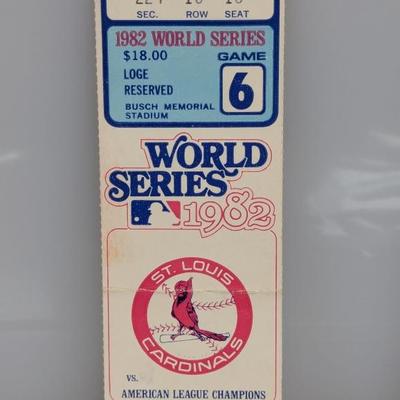 SEC. ROW SEAT
1982 WORLD SERIES
$18.00 GAME
LOGE
RESERVED 6
BUSCH MEMORIAL
STADIUM
WORLD
SERIES
1982
ST. LOUIS
CARDINALS
VS.
AMERICAN LEAGUE CHAMPIONS